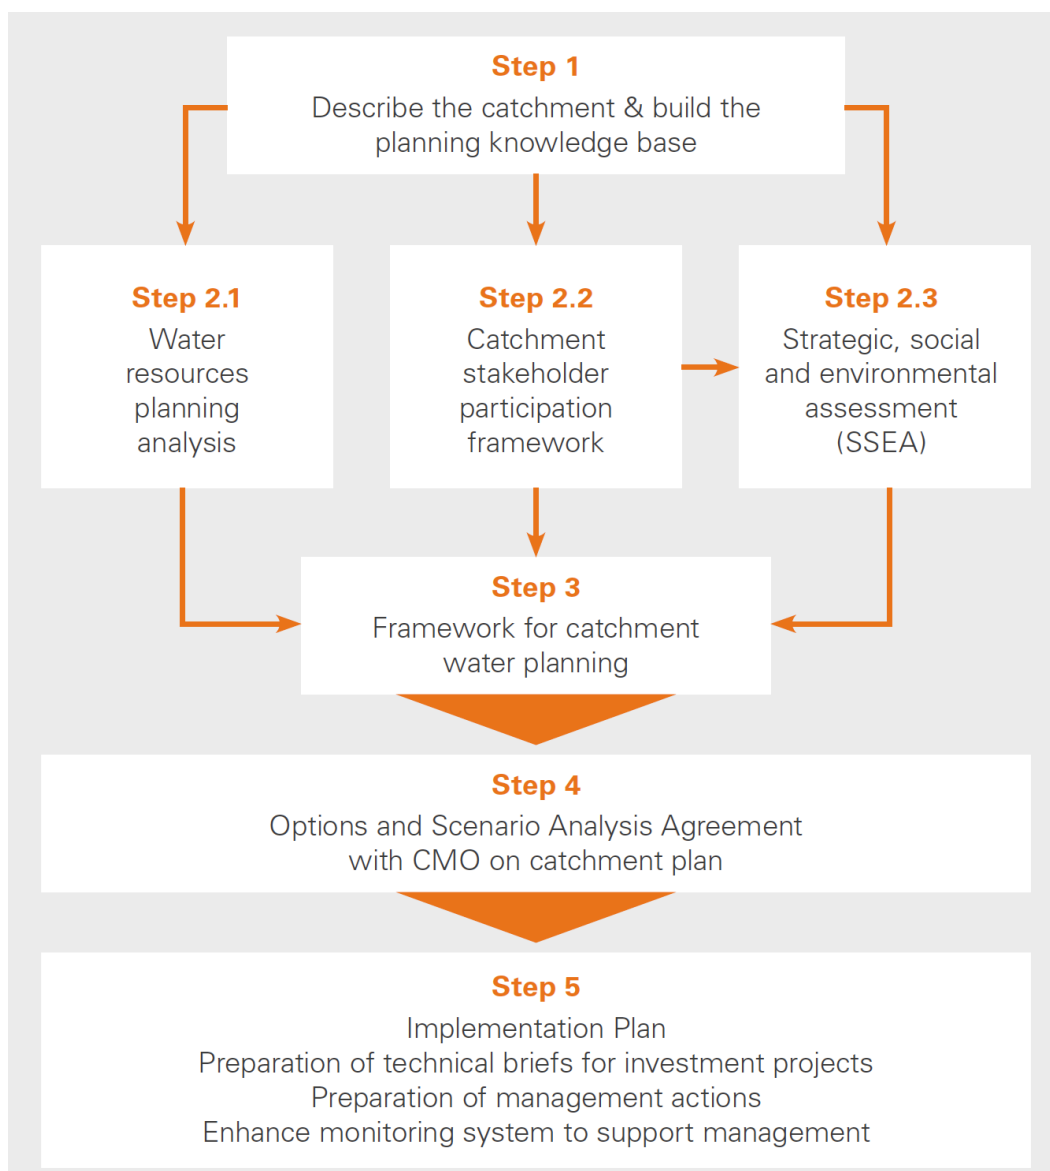 Step 1
Describe the catchment & build the
planning knowledge base
Step 2.1
Water
resources
planning
analysis
Step 2.2
Catchment
stakeholder
participation
framework
Step 2.3
Strategic, social
and environmental
assessment
(SSEA)
Step 3
Framework for catchment
water planning
Step 4
Options and Scenario Analysis Agreement
with CMO on catchment plan
Step 5
Implementation Plan
Preparation of technical briefs for investment projects
Preparation of management actions
Enhance monitoring system to support management